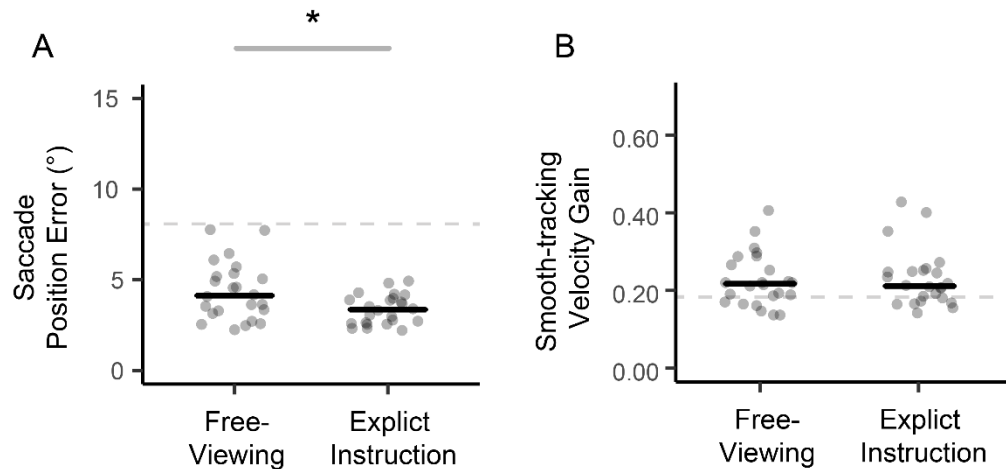 A
*
Saccade
Position Error (°)
15
10
5
0
Free-
Viewing
Explict
Instruction
B
Smooth-tracking
Velocity Gain
0.60
0.40
0.20
0.00
Free-
Viewing
Explict
Instruction